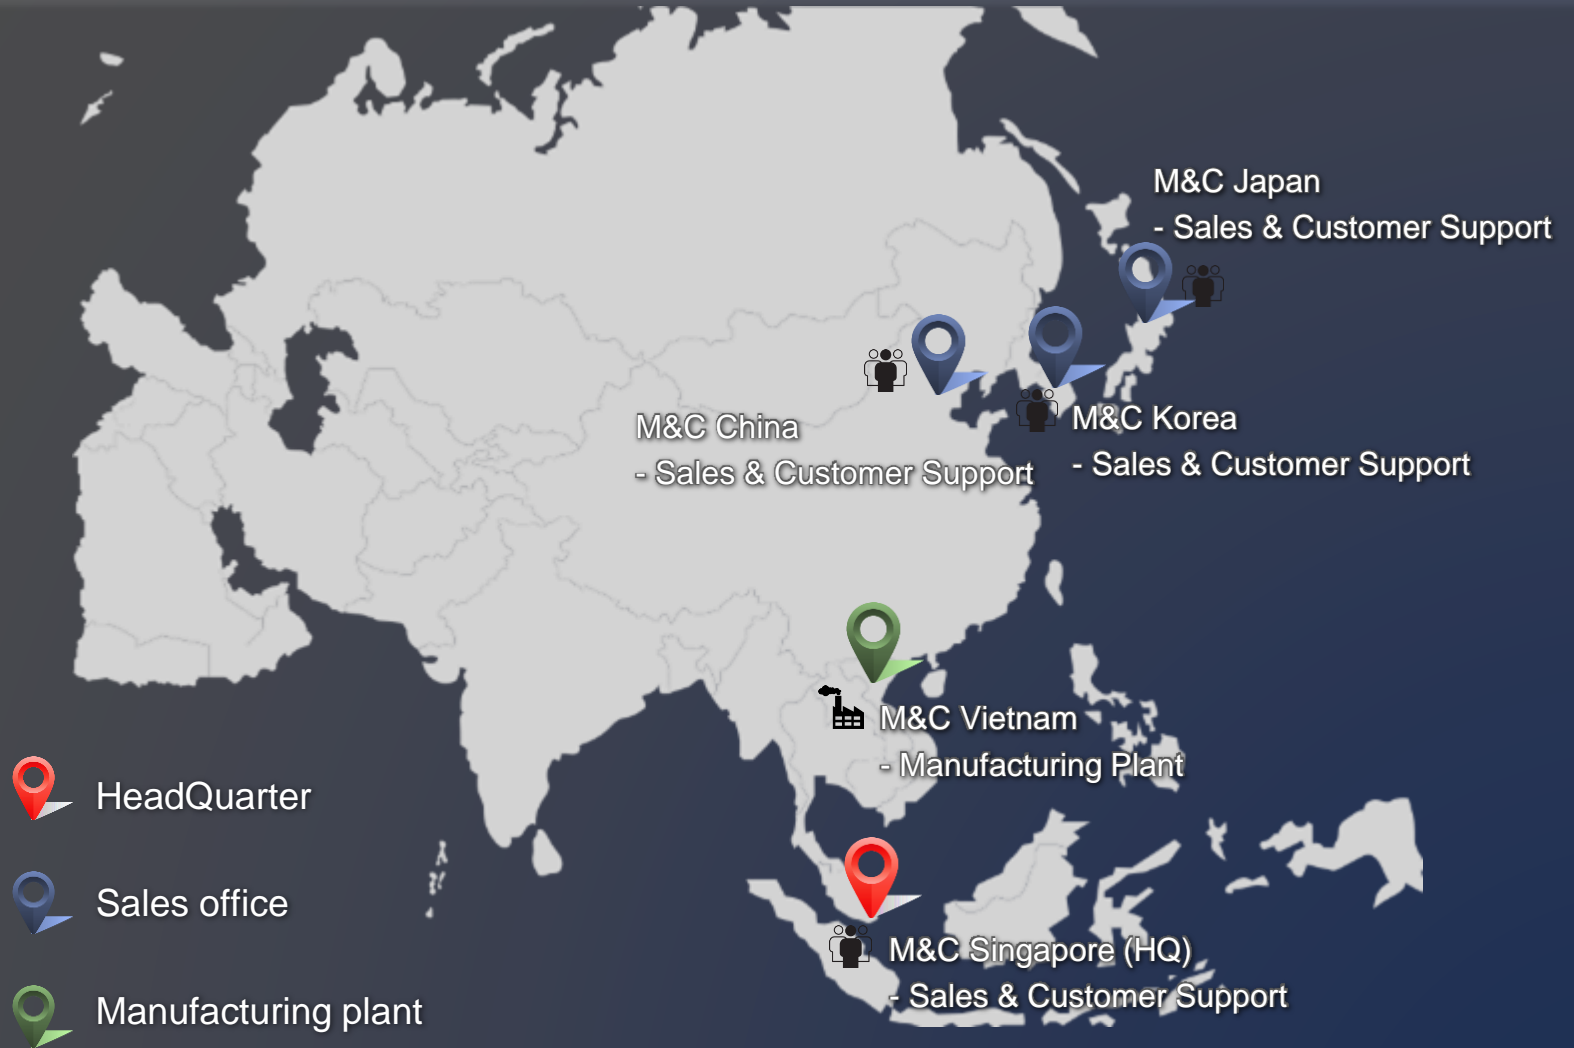 M&C Japan
- Sales & Customer Support
M&C China
- Sales & Customer Support
M&C Korea
- Sales & Customer Support
M&C Vietnam
- Manufacturing Plant
HeadQuarter
Sales office
M&C Singapore (HQ)
- Sales & Customer Support
Manufacturing plant